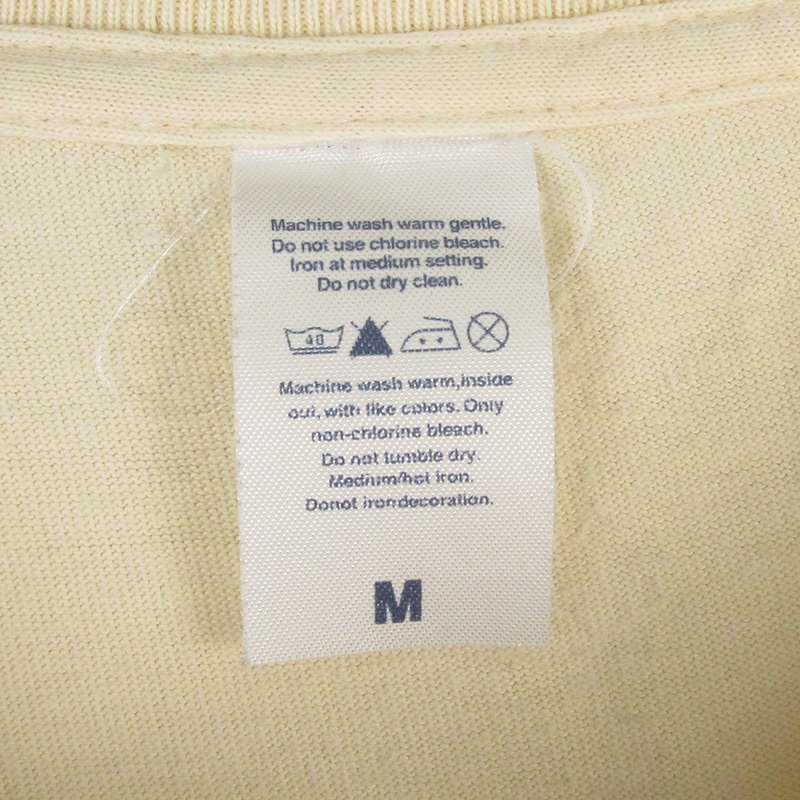 Machine wash warm gentle.
Do not use chlorine bleach.
Iron at medium setting.
Do not dry clean.
40
Machine wash warm,inside
out, with like colors. Only
non-chlorine bleach.
Do not tumble dry.
Medium/hot iron.
Donot irondecoration.
M